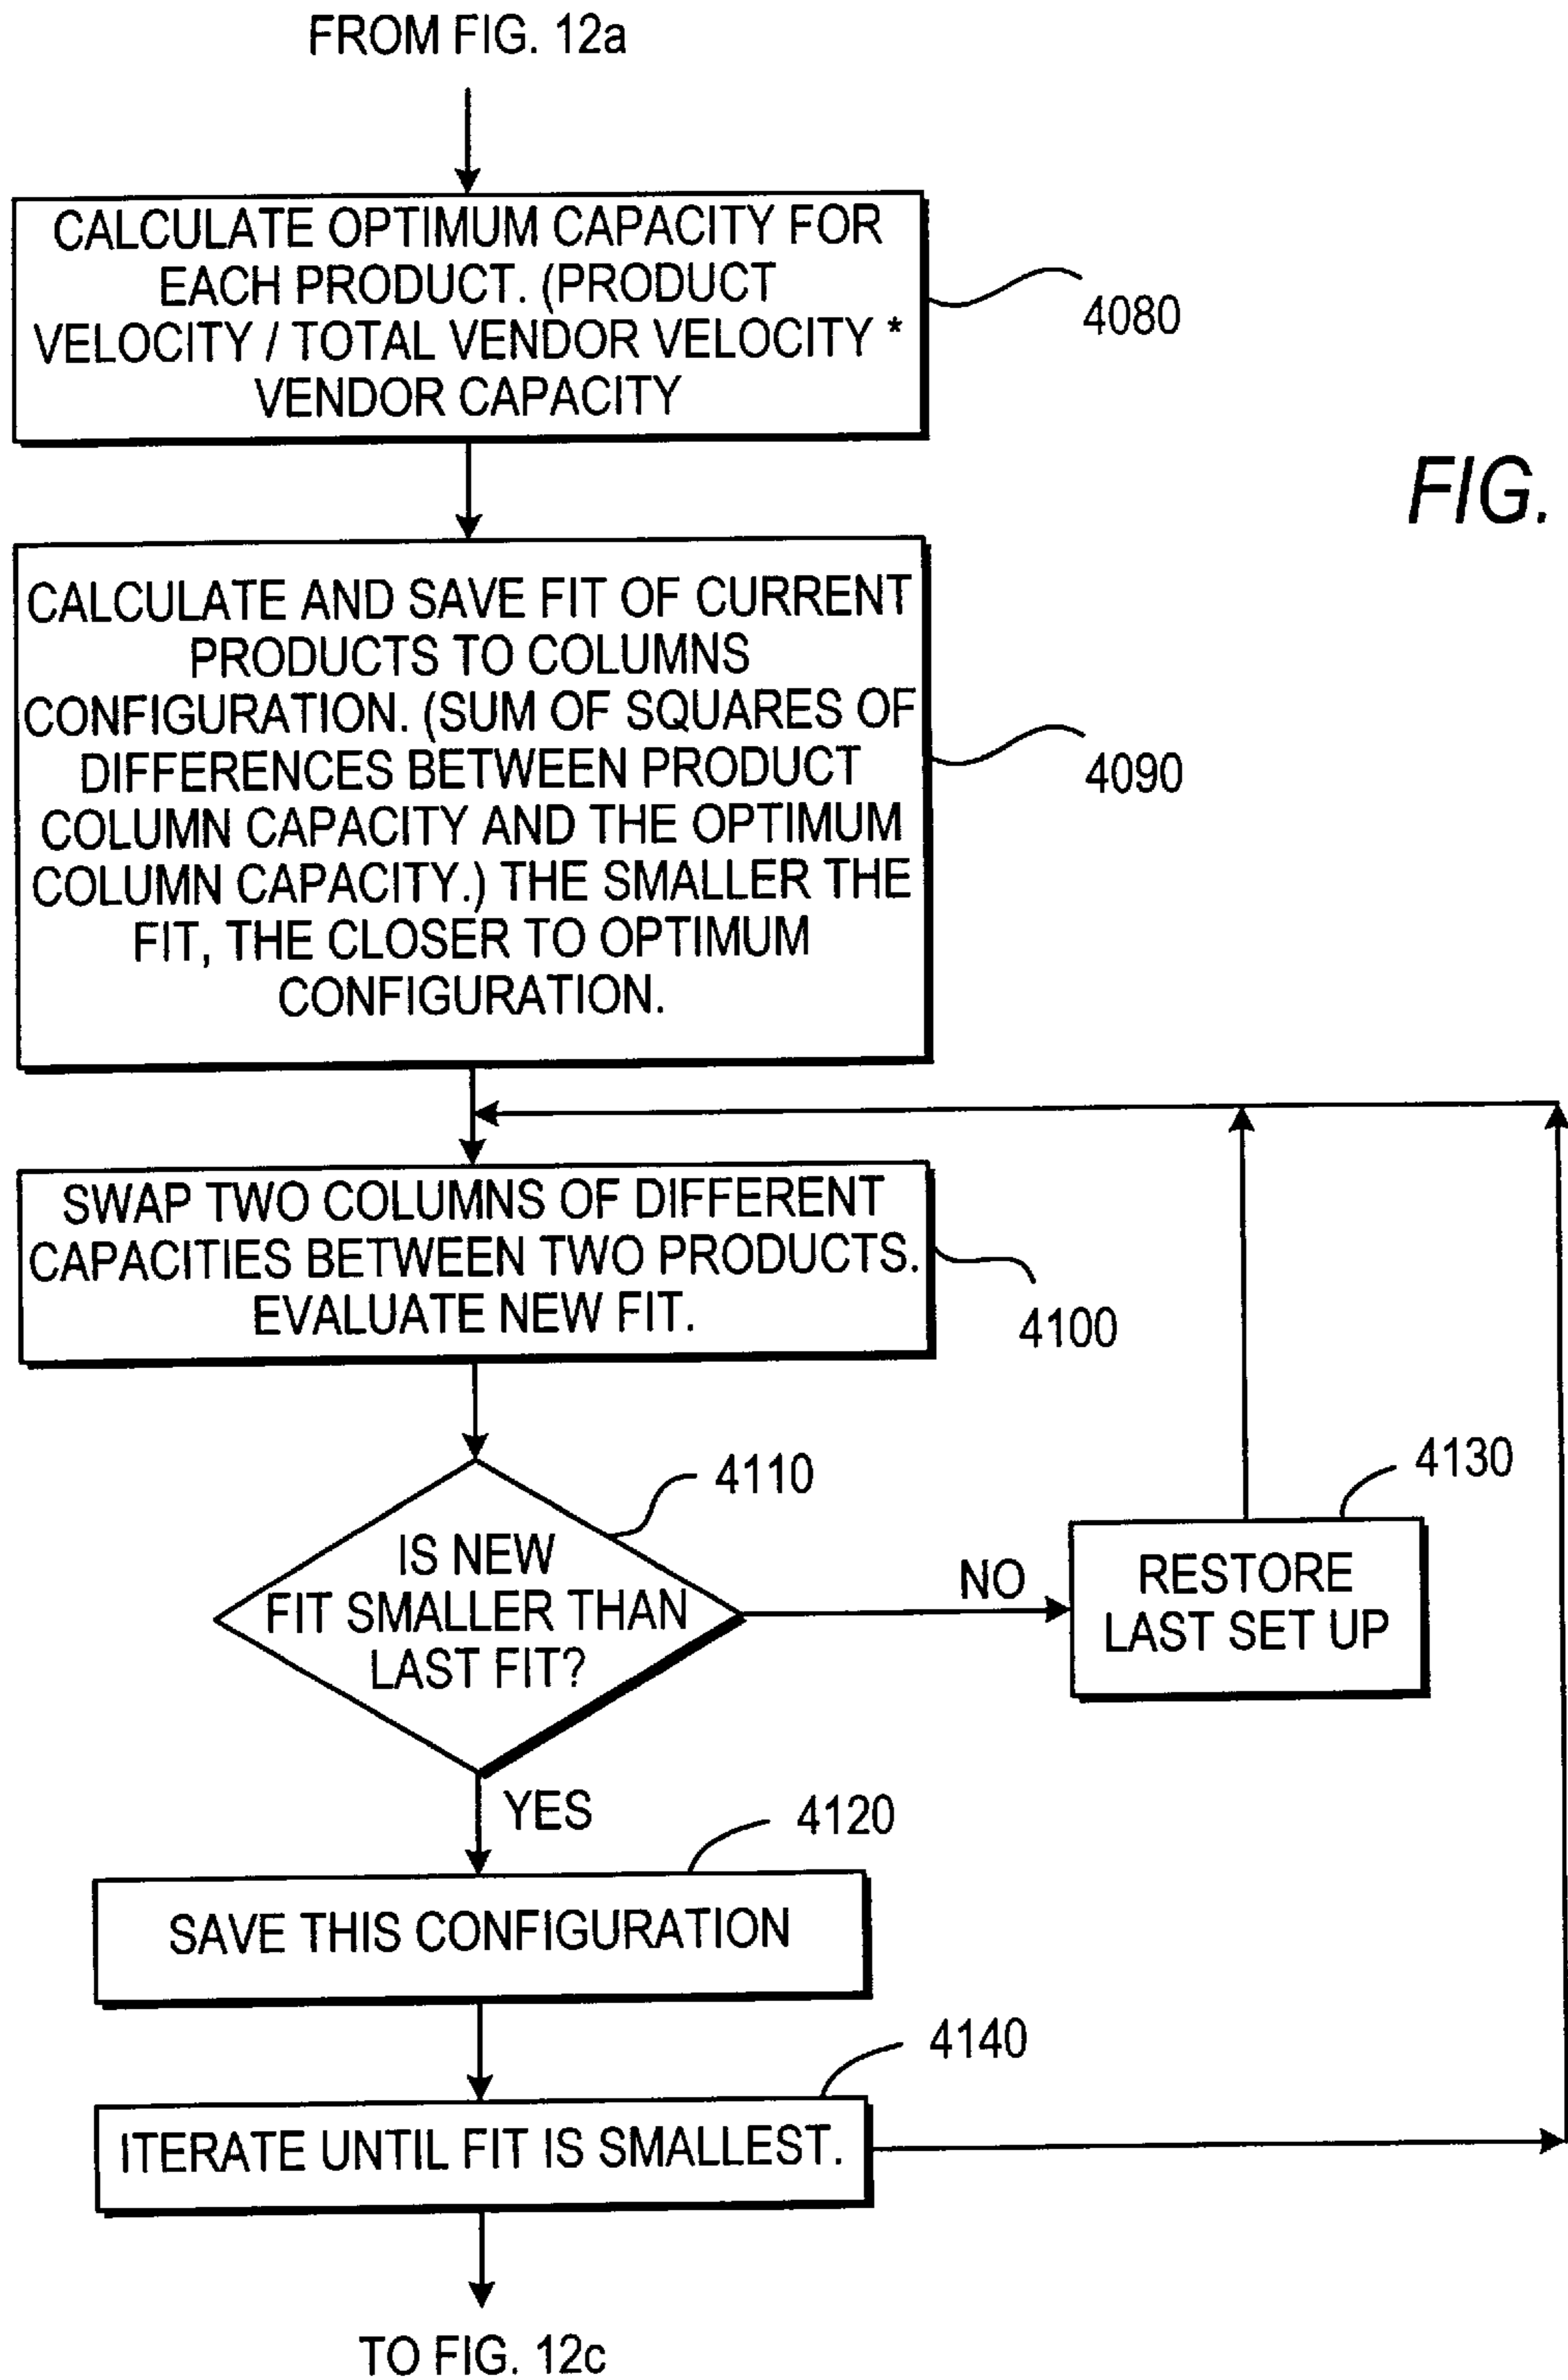 FROM FIG. 12a
CALCULATE OPTIMUM CAPACITY FOR
EACH PRODUCT. (PRODUCT
VELOCITY / TOTAL VENDOR VELOCITY *
VENDOR CAPACITY
4080
FIG.
CALCULATE AND SAVE FIT OF CURRENT
PRODUCTS TO COLUMNS
CONFIGURATION. (SUM OF SQUARES OF
DIFFERENCES BETWEEN PRODUCT
COLUMN CAPACITY AND THE OPTIMUM
COLUMN CAPACITY.) THE SMALLER THE
FIT, THE CLOSER TO OPTIMUM
CONFIGURATION.
4090
SWAP TWO COLUMNS OF DIFFERENT
CAPACITIES BETWEEN TWO PRODUCTS.
EVALUATE NEW FIT.
4100
4110
IS NEW
FIT SMALLER THAN
LAST FIT?
NO
4130
RESTORE
LAST SET UP
YES
4120
SAVE THIS CONFIGURATION
4140
ITERATE UNTIL FIT IS SMALLEST.
TO FIG. 12c